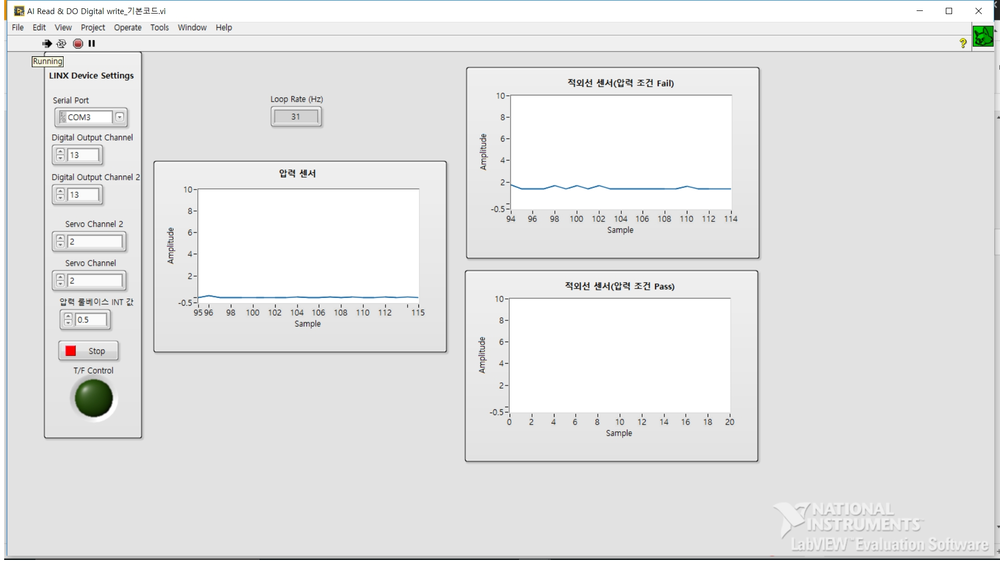 AI Read & DO Digital write_기본코드.vi
File Edit View Project Operate Tools Window Help
Running
LINX Device Settings
Serial Port
COM3
Digital Output Channel
13
Digital Output Channel 2
13
Servo Channel 2
2
Servo Channel
2
압력 룰베이스 INT 값
0.5
Stop
T/F Control
Loop Rate (Hz)
31
압력 센서
10
8
6
4
2
-0.5
Amplitude
95 96 98 100 102 104 106 108 110 112 115
Sample
적외선 센서(압력 조건 Fail)
10
8
6
4
2
-0.5
Amplitude
94 96 98 100 102 104 106 108 110 112 114
Sample
적외선 센서(압력 조건 Pass)
10
8
6
4
2
-0.5
Amplitude
0 2 4 6 8 10 12 14 16 18 20
Sample
NATIONAL
INSTRUMENTS™
LabVIEW™ Evaluation Software